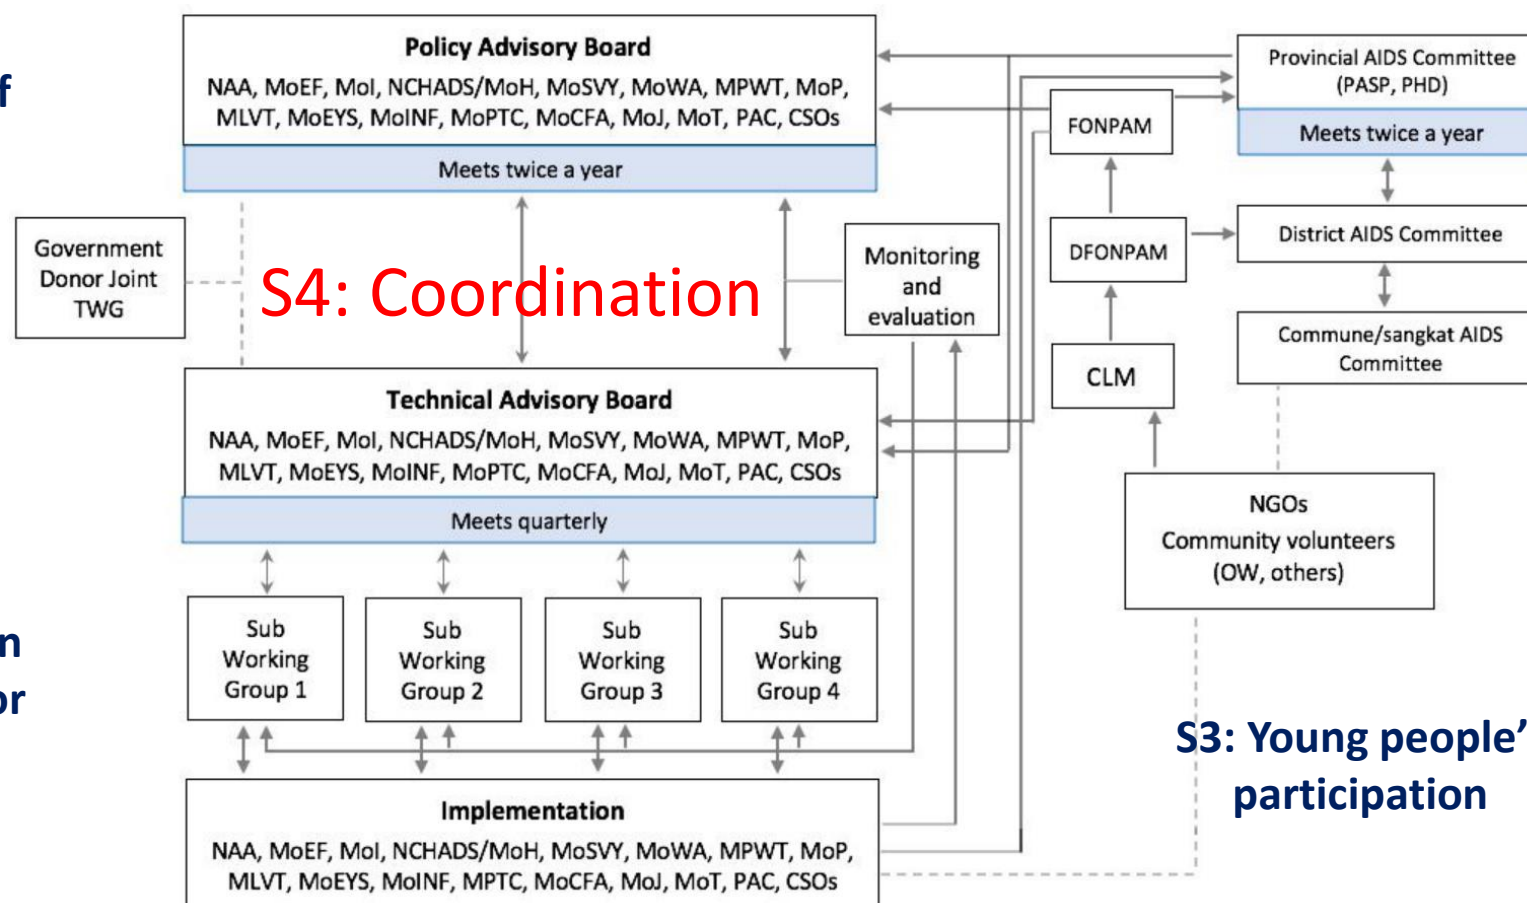 f
Policy Advisory Board
NAA, MoEF, MoI, NCHADS/MoH, MoSVY, MoWA, MPWT, MoP,
MLVT, MoEYS, MoINF, MoPTC, MoCFA, MoJ, MoT, PAC, CSOs
Meets twice a year
Provincial AIDS Committee
(PASP, PHD)
Meets twice a year
FONPAM
Government
Donor Joint
TWG
S4: Coordination
Monitoring
and
evaluation
DFONPAM
District AIDS Committee
CLM
Commune/sangkat AIDS
Committee
Technical Advisory Board
NAA, MoEF, MoI, NCHADS/MoH, MoSVY, MoWA, MPWT, MoP,
MLVT, MoEYS, MoINF, MoPTC, MoCFA, MoJ, MoT, PAC, CSOs
Meets quarterly
NGOs
Community volunteers
(OW, others)
n
or
Sub
Working
Group 1
Sub
Working
Group 2
Sub
Working
Group 3
Sub
Working
Group 4
S3: Young people’
participation
Implementation
NAA, MoEF, MoI, NCHADS/MoH, MoSVY, MoWA, MPWT, MoP,
MLVT, MoEYS, MoINF, MPTC, MoCFA, MoJ, MoT, PAC, CSOs